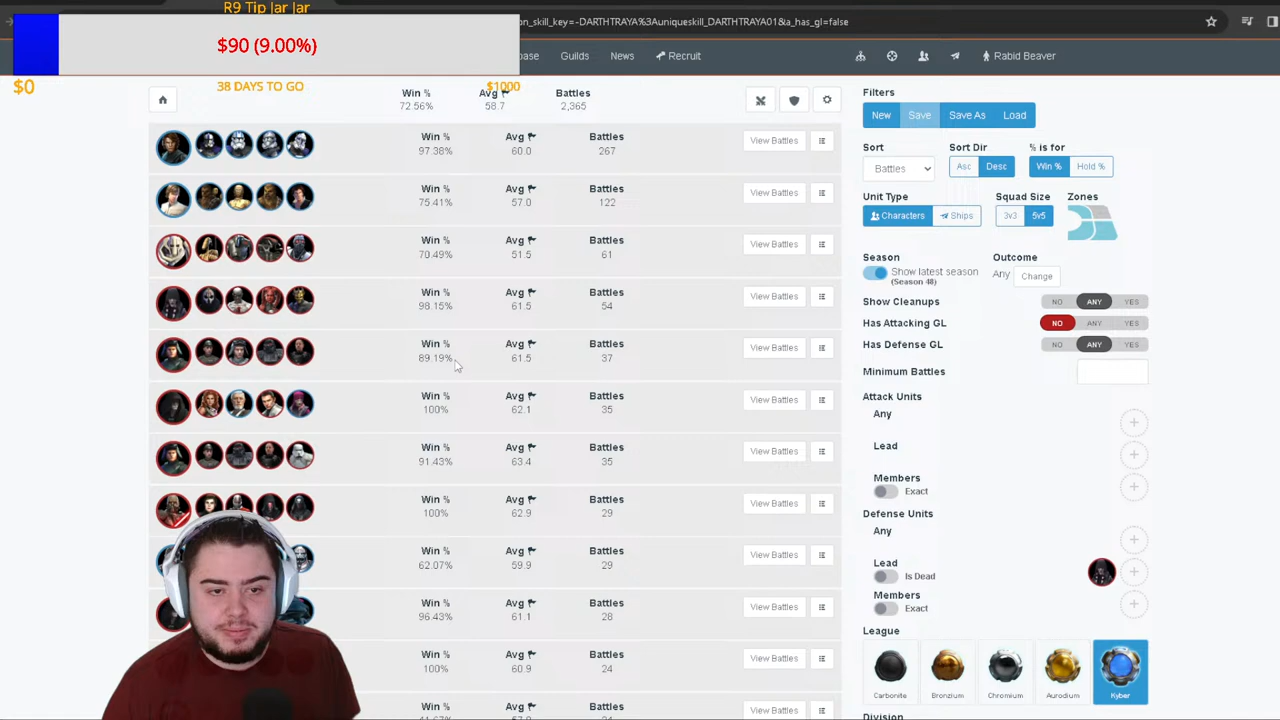 R9 Tip Jar Jar
on_skill_key=-DARTHTRAYA%3Auniqueskill_DARTHTRAYA01&a_has_gl=false
$90 (9.00%)
$0
38 DAYS TO GO
$1000
base
Guilds
News
Recruit
Rabid Beaver
Win % Avg Battles
72.56% 58.7 2,365
Win % Avg Battles View Battles
97.38% 60.0 267
Win % Avg Battles View Battles
75.41% 57.0 122
Win % Avg Battles View Battles
70.49% 51.5 61
Win % Avg Battles View Battles
98.15% 61.5 54
Win % Avg Battles View Battles
89.19% 61.5 37
Win % Avg Battles View Battles
100% 62.1 35
Win % Avg Battles View Battles
91.43% 63.4 35
Win % Avg Battles View Battles
100% 62.9 29
Win % Avg Battles View Battles
62.07% 59.9 29
Win % Avg Battles View Battles
96.43% 61.1 28
Win % Avg Battles View Battles
100% 60.9 24
Win % Avg Battles View Battles
Filters
New Save Save As Load
Sort Sort Dir % is for
Battles Asc Desc Win % Hold %
Unit Type Squad Size Zones
Characters Ships 3v3 5v5
Season Outcome
Show latest season Any Change
(Season 48)
Show Cleanups NO ANY YES
Has Attacking GL NO ANY YES
Has Defense GL NO ANY YES
Minimum Battles
Attack Units
Any
Lead
Members
Exact
Defense Units
Any
Lead
Is Dead
Members
Exact
League
Carbonite Bronzium Chromium Aurodium Kyber
Division